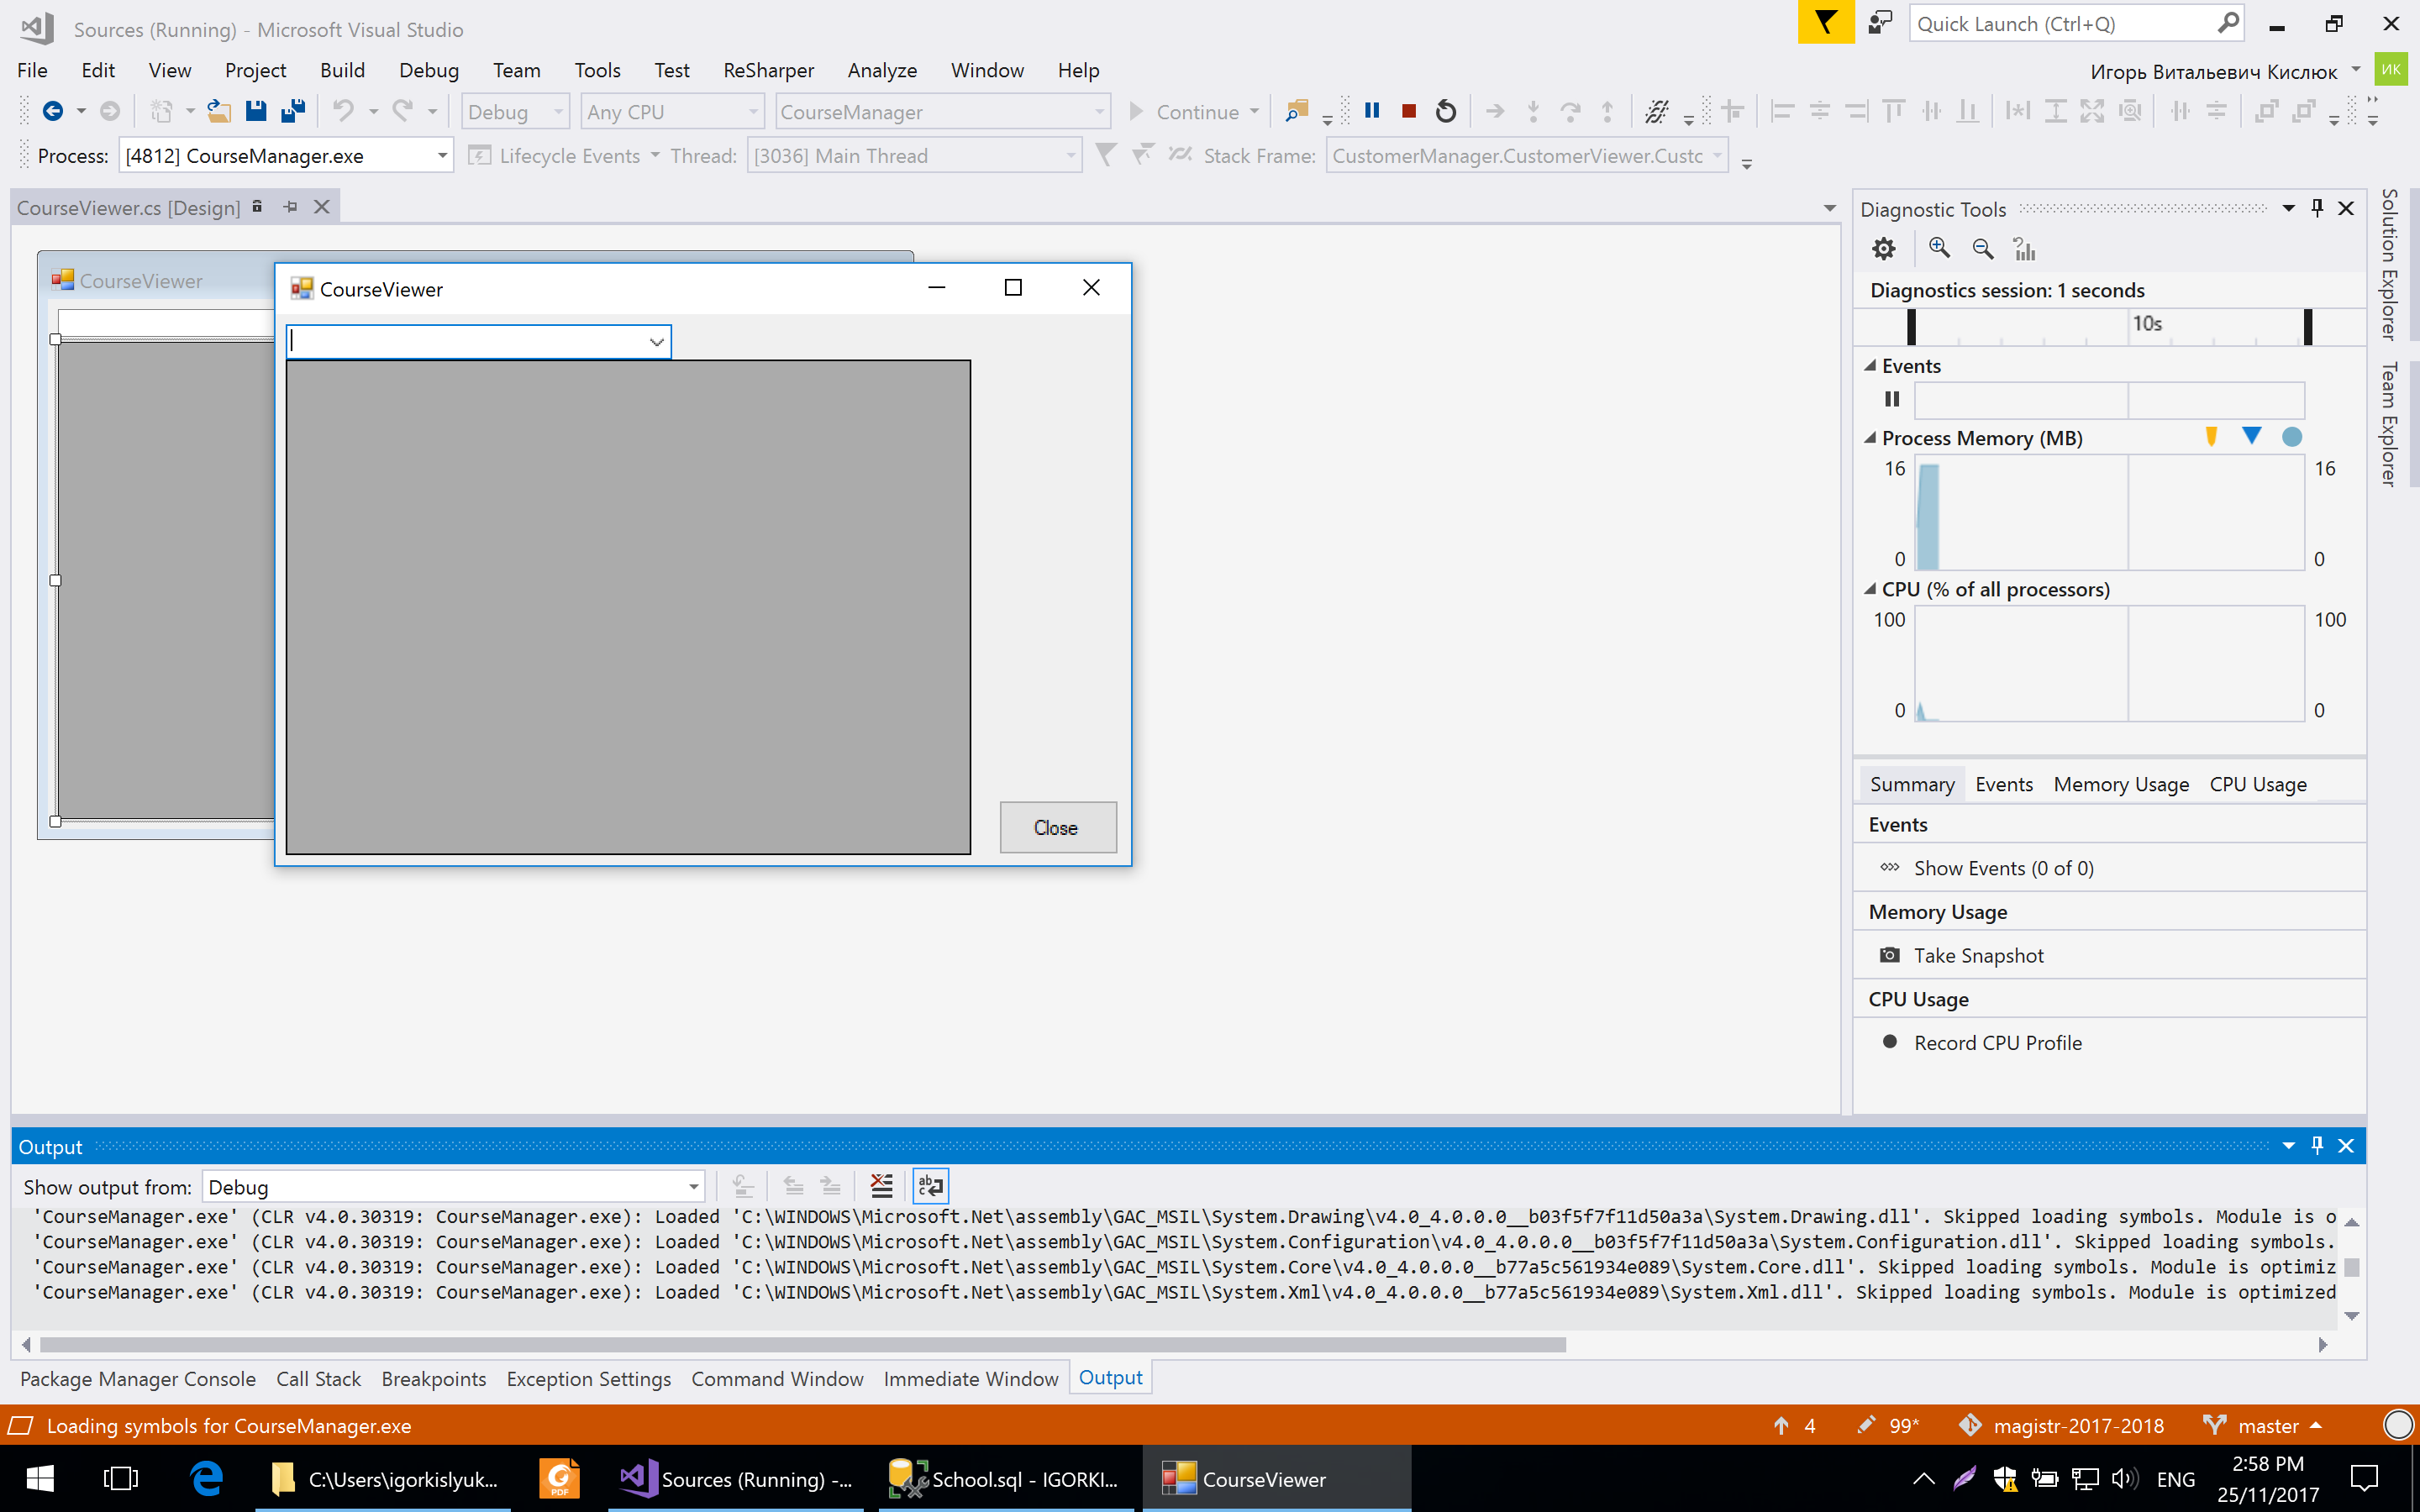 Sources (Running) - Microsoft Visual Studio
Quick Launch (Ctrl+Q)
File Edit View Project Build Debug Team Tools Test ReSharper Analyze Window Help
Игорь Витальевич Кислюк
ИК
Debug Any CPU CourseManager Continue
Process: [4812] CourseManager.exe Lifecycle Events Thread: [3036] Main Thread Stack Frame: CustomerManager.CustomerViewer.Custc
CourseViewer.cs [Design]
CourseViewer
CourseViewer
Close
Diagnostic Tools
Diagnostics session: 1 seconds
10s
Events
Process Memory (MB)
16 16
0 0
CPU (% of all processors)
100 100
0 0
Summary Events Memory Usage CPU Usage
Events
Show Events (0 of 0)
Memory Usage
Take Snapshot
CPU Usage
Record CPU Profile
Solution Explorer
Team Explorer
Output
Show output from: Debug
'CourseManager.exe' (CLR v4.0.30319: CourseManager.exe): Loaded 'C:\WINDOWS\Microsoft.Net\assembly\GAC_MSIL\System.Drawing\v4.0_4.0.0.0__b03f5f7f11d50a3a\System.Drawing.dll'. Skipped loading symbols. Module is o
'CourseManager.exe' (CLR v4.0.30319: CourseManager.exe): Loaded 'C:\WINDOWS\Microsoft.Net\assembly\GAC_MSIL\System.Configuration\v4.0_4.0.0.0__b03f5f7f11d50a3a\System.Configuration.dll'. Skipped loading symbols.
'CourseManager.exe' (CLR v4.0.30319: CourseManager.exe): Loaded 'C:\WINDOWS\Microsoft.Net\assembly\GAC_MSIL\System.Core\v4.0_4.0.0.0__b77a5c561934e089\System.Core.dll'. Skipped loading symbols. Module is optimiz
'CourseManager.exe' (CLR v4.0.30319: CourseManager.exe): Loaded 'C:\WINDOWS\Microsoft.Net\assembly\GAC_MSIL\System.Xml\v4.0_4.0.0.0__b77a5c561934e089\System.Xml.dll'. Skipped loading symbols. Module is optimized
Package Manager Console Call Stack Breakpoints Exception Settings Command Window Immediate Window Output
Loading symbols for CourseManager.exe
4 99* magistr-2017-2018 master
C:\Users\igorkislyuk... PDF Sources (Running) -... School.sql - IGORKI... CourseViewer
ENG
2:58 PM
25/11/2017